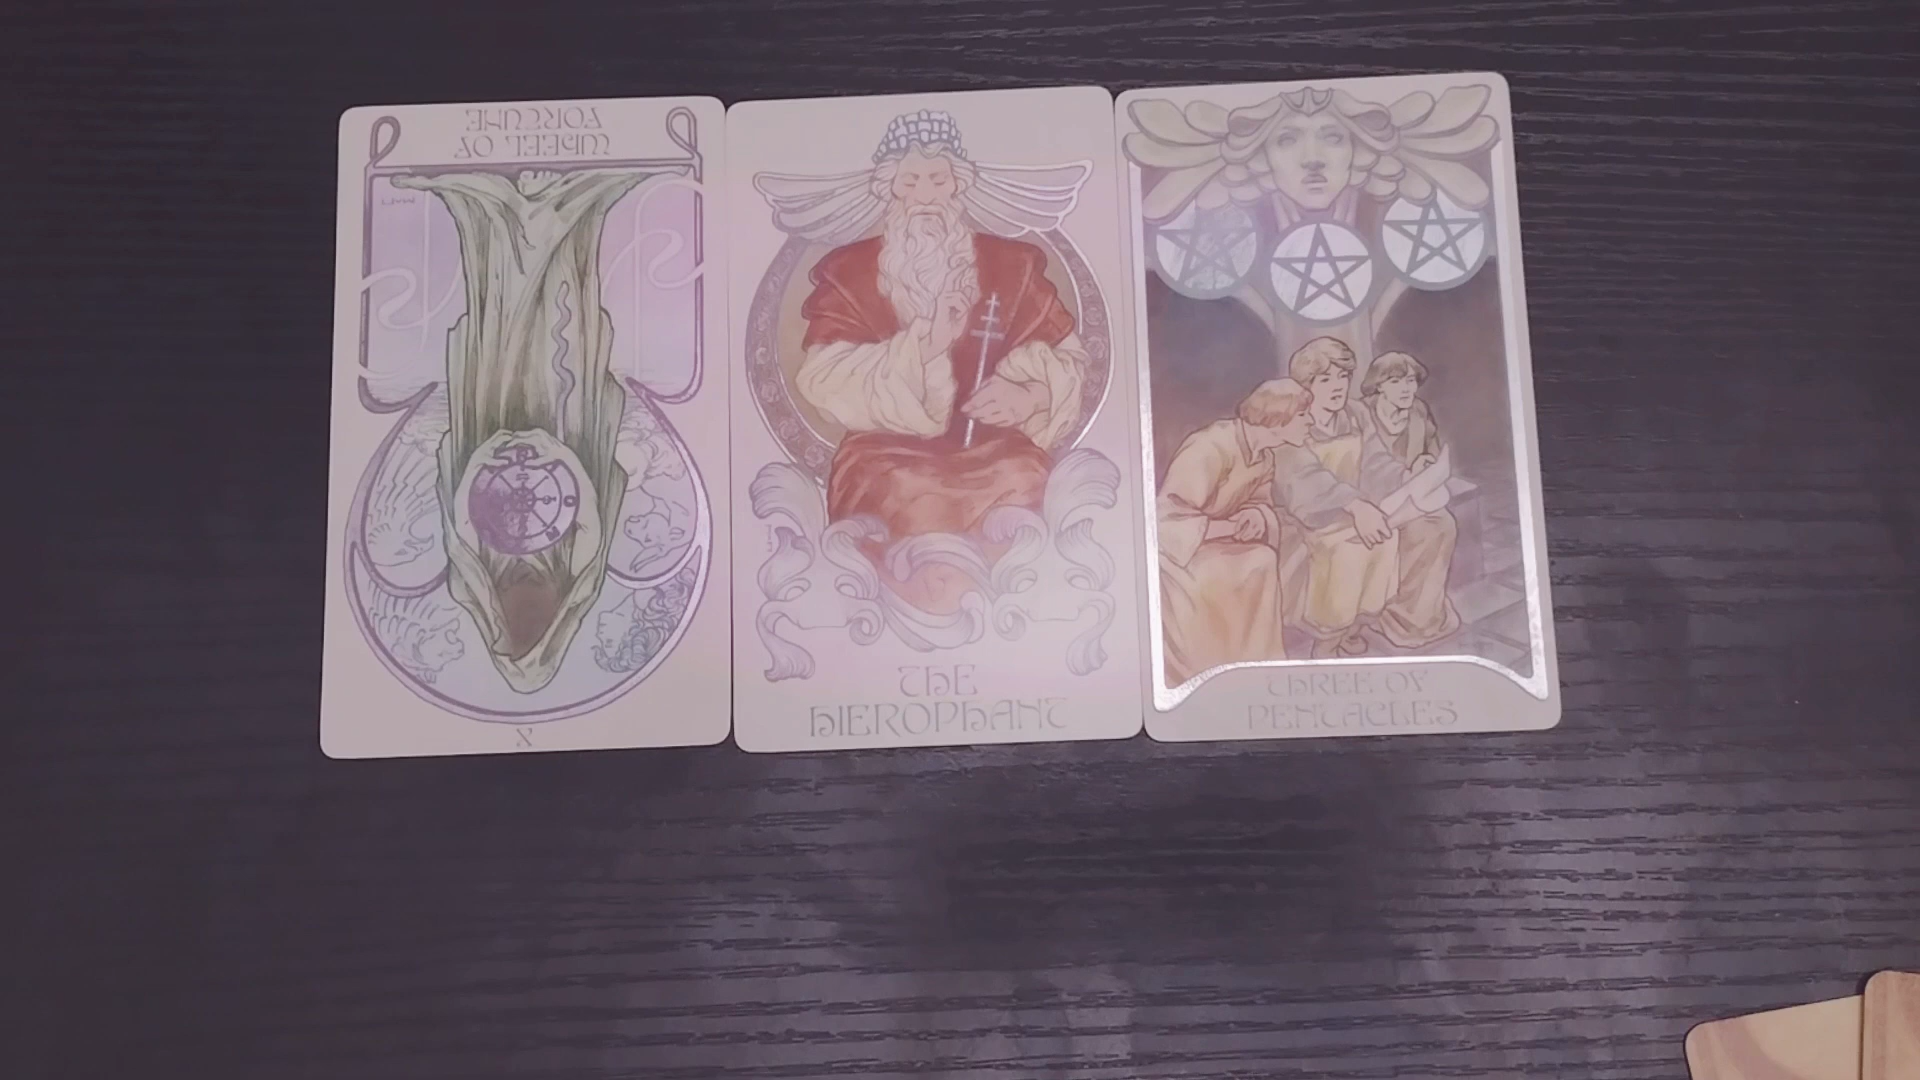 WHEEL OF
FORTUNE
X
THE
HIEROPHANT
THREE OF
PENTACLES